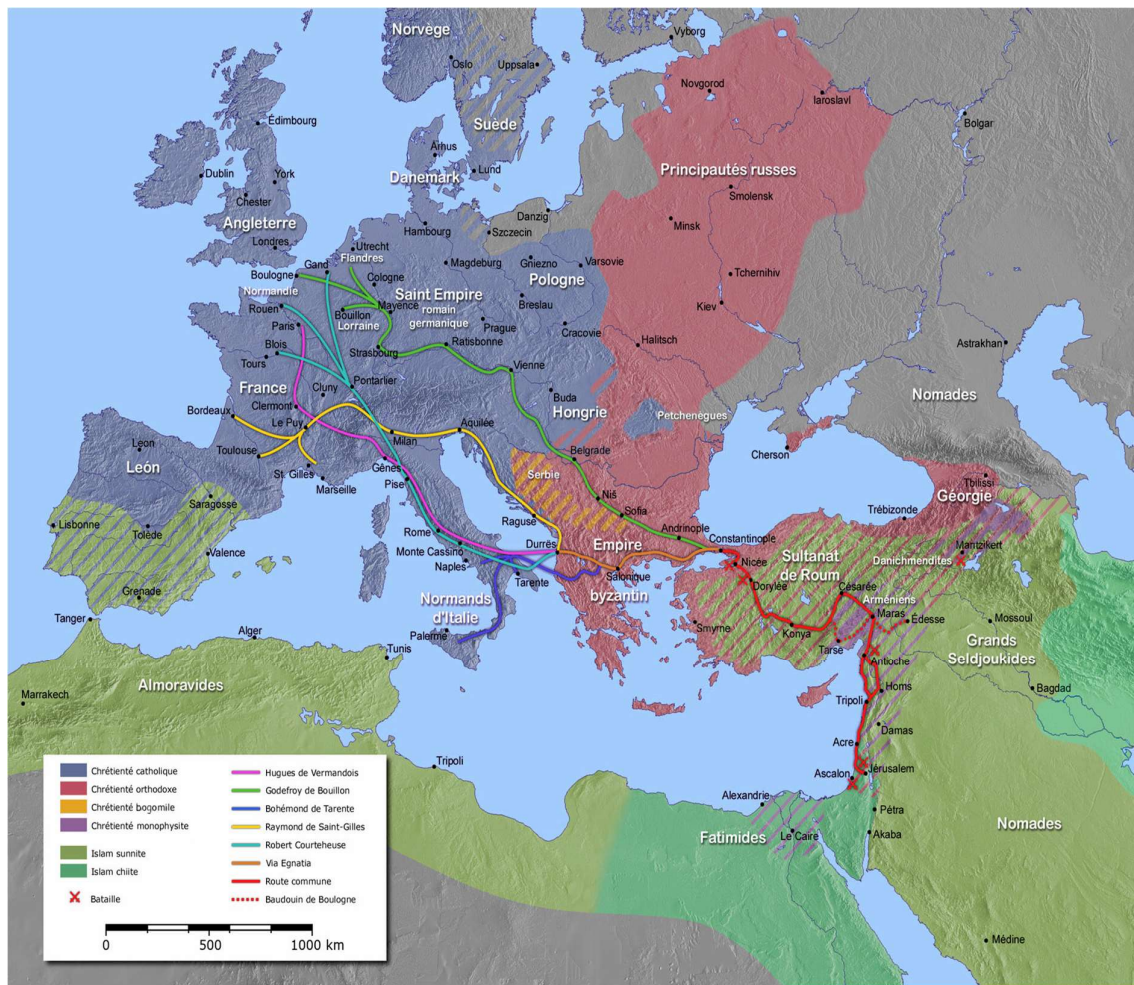 Norvège
Oslo
Uppsala
Vyborg
Novgorod
Iaroslavl
Bolgar
Suède
Édimbourg
Århus
Lund
Danemark
Principautés russes
Smolensk
Dublin
York
Chester
Angleterre
Londres
Danzig
Szczecin
Hambourg
Minsk
Utrecht
Flandres
Gand
Boulogne
Cologne
Magdeburg
Gniezno
Varsovie
Pologne
Tchernihiv
Kiev
Normandie
Rouen
Saint Empire
romain
germanique
Bouillon
Mayence
Lorraine
Breslau
Prague
Cracovie
Paris
Blois
Tours
Strasbourg
Ratisbonne
Halitsch
Astrakhan
Vienne
France
Cluny
Pontarlier
Buda
Hongrie
Petchenègues
Nomades
Clermont
Bordeaux
Le Puy
Toulouse
Milan
Aquilée
St. Gilles
Marseille
Gênes
Pise
Belgrade
Cherson
Leon
León
Serbie
Niš
Sofia
Raguse
Tbilissi
Géorgie
Trébizonde
Saragosse
Lisbonne
Tolède
Valence
Grenade
Rome
Monte Cassino
Naples
Durrës
Tarente
Andrinople
Constantinople
Empire
byzantin
Salonique
Nicée
Dorylée
Sultanat
de Roum
Danichmendites
Mantzikert
Césarée
Arméniens
Maras
Édesse
Mossoul
Normands
d'Italie
Palerme
Smyrne
Konya
Tarse
Antioche
Grands
Seldjoukides
Bagdad
Tanger
Alger
Tunis
Almoravides
Marrakech
Tripoli
Homs
Tripoli
Damas
Acre
Ascalon
Jérusalem
Alexandrie
Pétra
Le Caire
Akaba
Fatimides
Nomades
Médine
Chrétienté catholique
Chrétienté orthodoxe
Chrétienté bogomile
Chrétienté monophysite
Islam sunnite
Islam chiite
Bataille
Hugues de Vermandois
Godefroy de Bouillon
Bohémond de Tarente
Raymond de Saint-Gilles
Robert Courteheuse
Via Egnatia
Route commune
Baudouin de Boulogne
0 500 1000 km